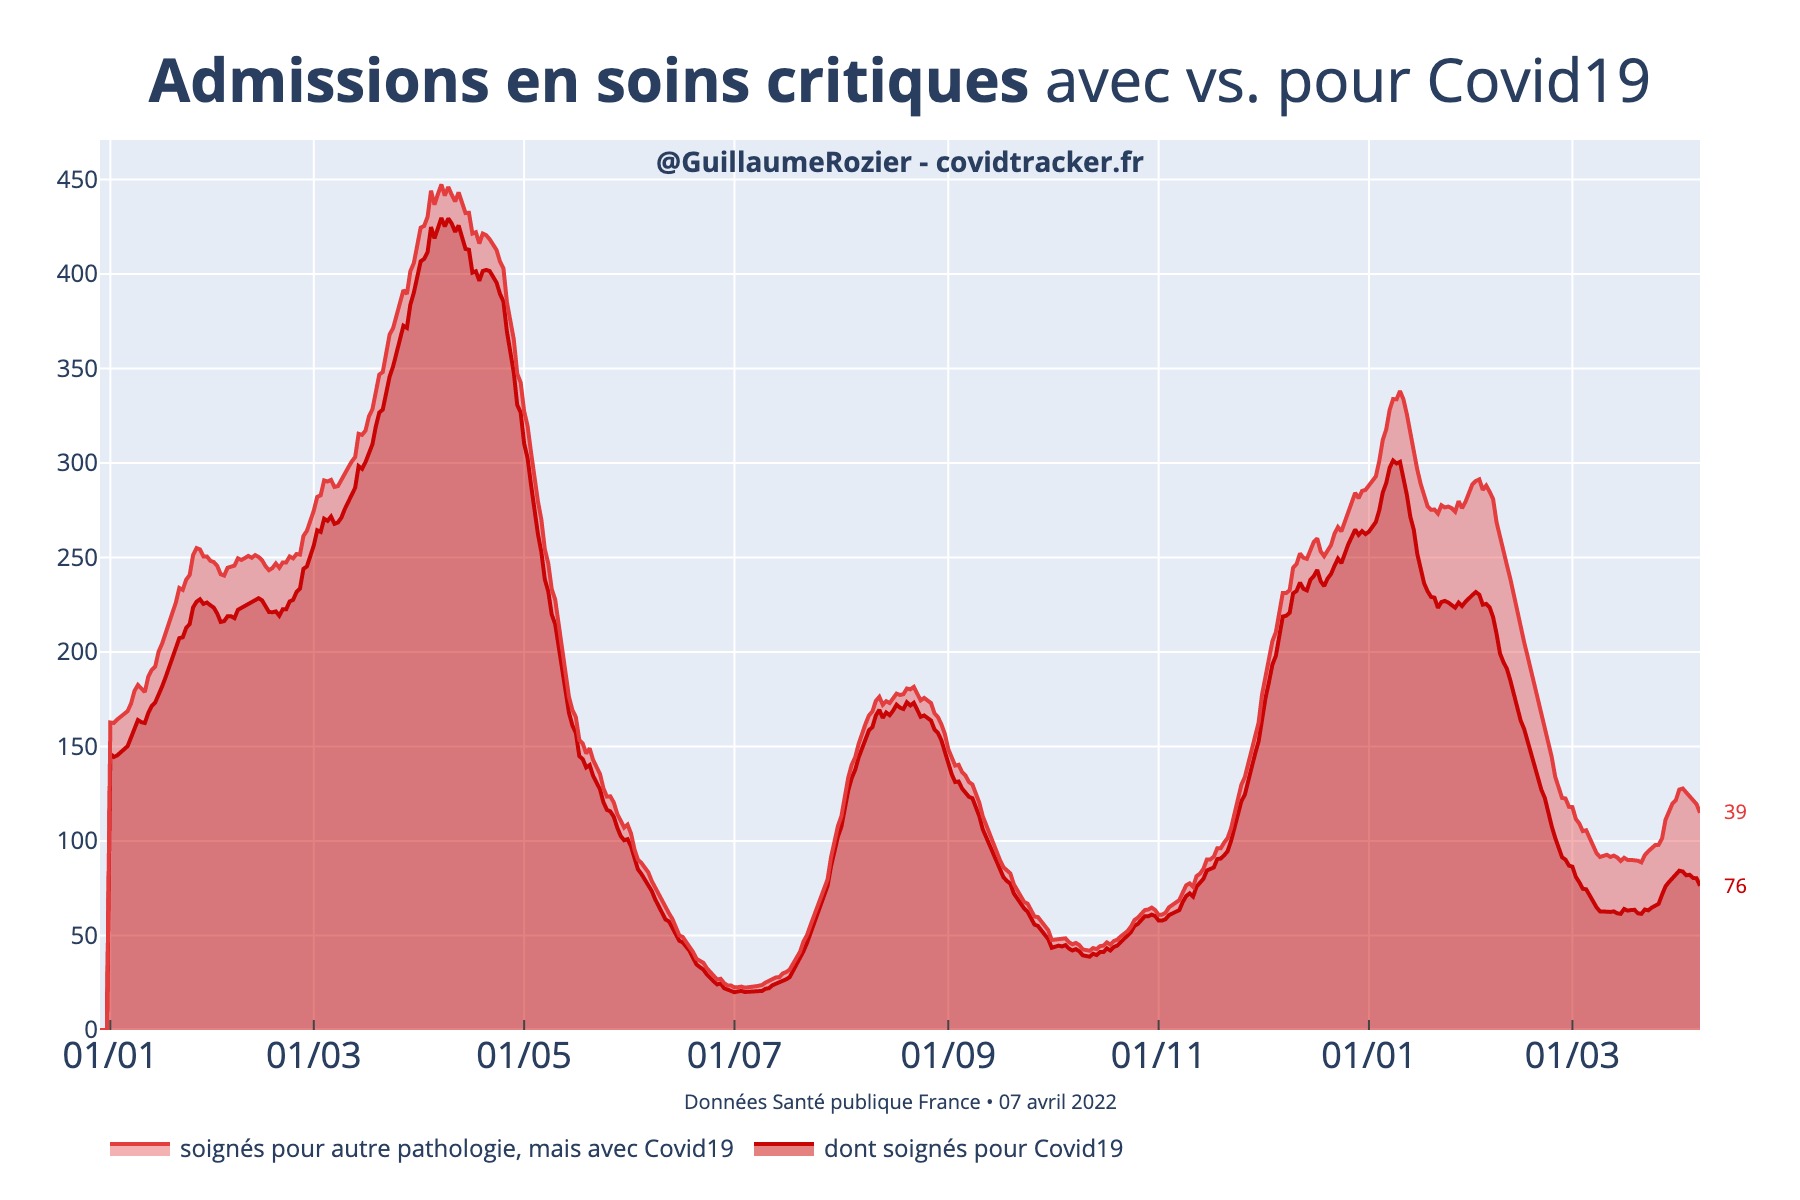 Admissions en soins critiques avec vs. pour Covid19
@GuillaumeRozier - covidtracker.fr
450
400
350
300
250
200
150
100
50
0
39
76
01/01 01/03 01/05 01/07 01/09 01/11 01/01 01/03
Données Santé publique France • 07 avril 2022
soignés pour autre pathologie, mais avec Covid19 dont soignés pour Covid19